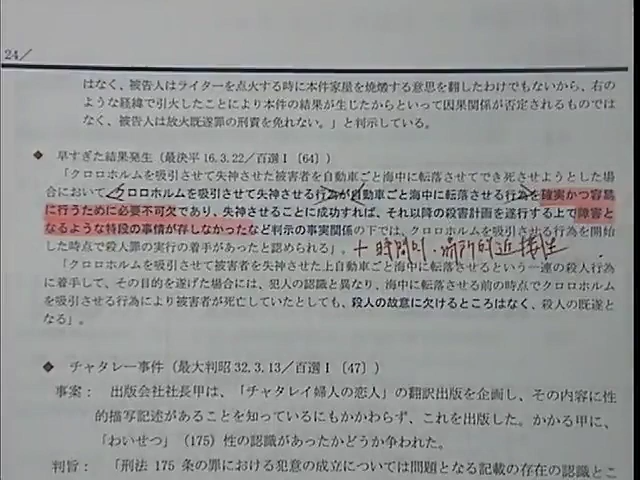 24/
はなく、被告人はライターを点火する時に本件家屋を焼燬する意思を翻したわけでもないから、右の
ような経緯で引火したことにより本件の結果が生じたからといって因果関係が否定されるものでは
なく、被告人は放火既遂罪の刑責を免れない。」と判示している。
◆ 早すぎた結果発生（最決平 16.3.22／百選Ⅰ〔64〕）
「クロロホルムを吸引させて失神させた被害者を自動車ごと海中に転落させてでき死させようとした場
合において、クロロホルムを吸引させて失神させる行為が自動車ごと海中に転落させる行為を確実かつ容易
に行うために必要不可欠であり、失神させることに成功すれば、それ以降の殺害計画を遂行する上で障害と
なるような特段の事情が存しなかったなど判示の事実関係の下では、クロロホルムを吸引させる行為を開始
した時点で殺人罪の実行の着手があったと認められる」。 + 時間的・場所的近接性
「クロロホルムを吸引させて被害者を失神させた上自動車ごと海中に転落させるという一連の殺人行為
に着手して、その目的を遂げた場合には、犯人の認識と異なり、海中に転落させる前の時点でクロロホルム
を吸引させる行為により被害者が死亡していたとしても、殺人の故意に欠けるところはなく、殺人の既遂と
なる」。
◆ チャタレー事件（最大判昭 32.3.13／百選Ⅰ〔47〕）
事案： 出版会社社長甲は、「チャタレイ婦人の恋人」の翻訳出版を企画し、その内容に性
的描写記述があることを知っているにもかかわらず、これを出版した。かかる甲に、
「わいせつ」（175）性の認識があったかどうか争われた。
判旨： 「刑法 175 条の罪における犯意の成立については問題となる記載の存在の認識とこ